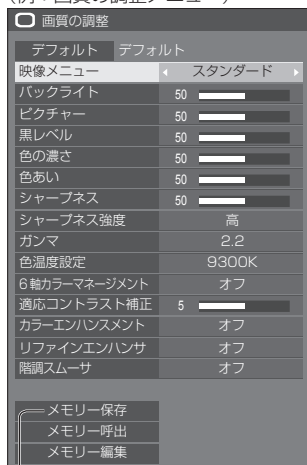 (例:画質の調整メニュー)
画質の調整
デフォルト デフォルト
映像メニュー スタンダード
バックライト 50
ピクチャー 50
黒レベル 50
色の濃さ 50
色あい 50
シャープネス 50
シャープネス強度 高
ガンマ 2.2
色温度設定 9300K
6軸カラーマネージメント オフ
適応コントラスト補正 5
カラーエンハンスメント オフ
リファインエンハンサ オフ
階調スムーサ オフ
メモリー保存
メモリー呼出
メモリー編集